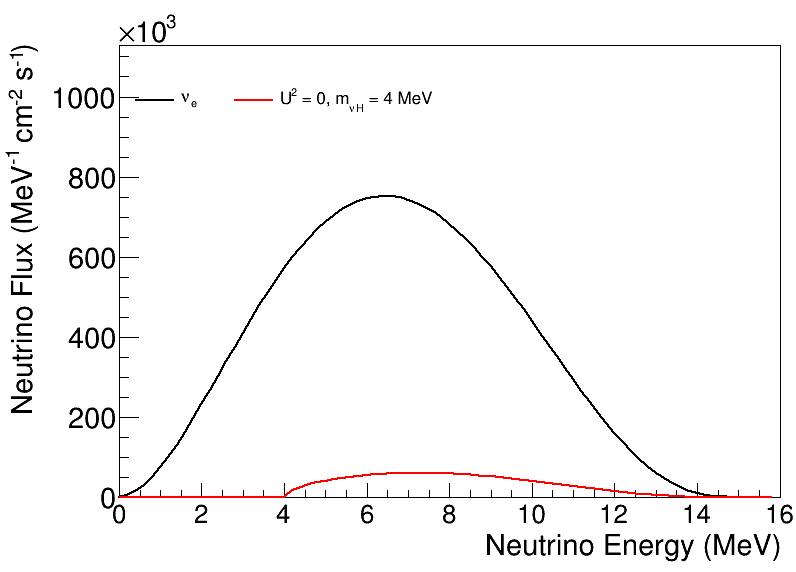 ×10³
Neutrino Flux (MeV⁻¹ cm⁻² s⁻¹)
1000
800
600
400
200
0
νₑ
U² = 0, m_νH = 4 MeV
0 2 4 6 8 10 12 14 16
Neutrino Energy (MeV)